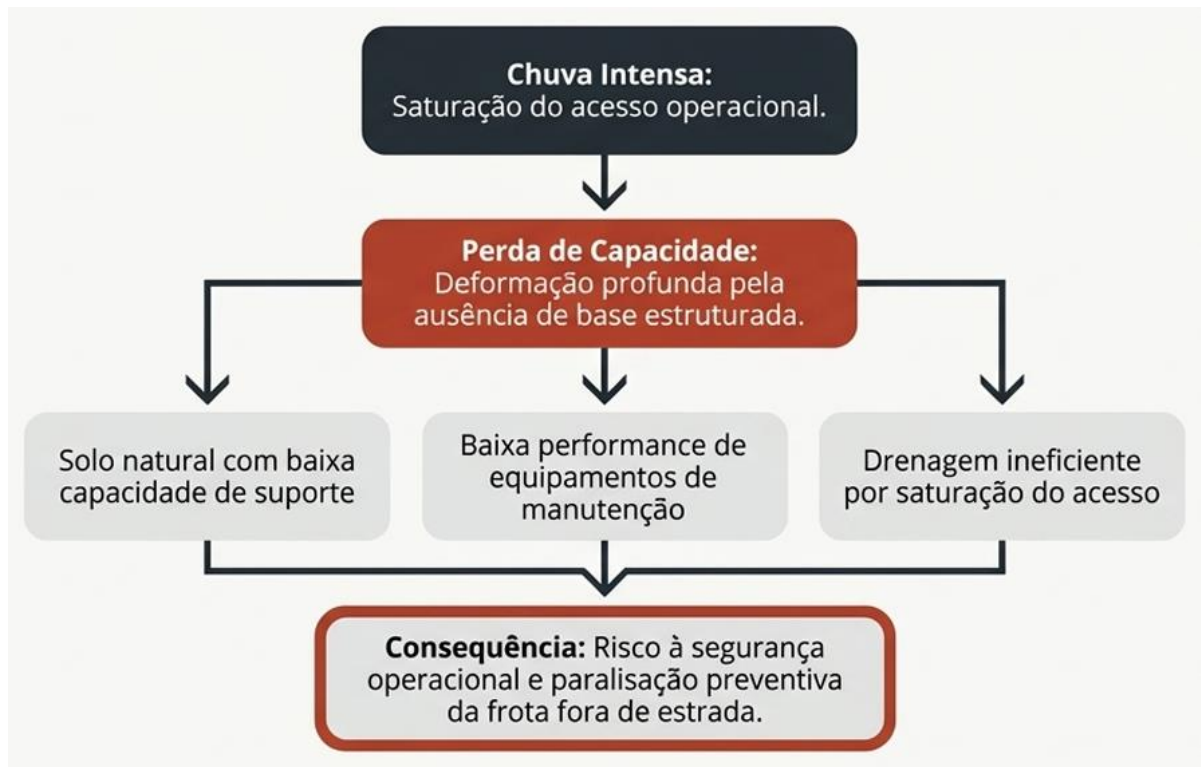 Chuva Intensa:
Saturação do acesso operacional.
Perda de Capacidade:
Deformação profunda pela
ausência de base estruturada.
Solo natural com baixa
capacidade de suporte
Baixa performance de
equipamentos de
manutenção
Drenagem ineficiente
por saturação do acesso
Consequência: Risco à segurança
operacional e paralisação preventiva
da frota fora de estrada.